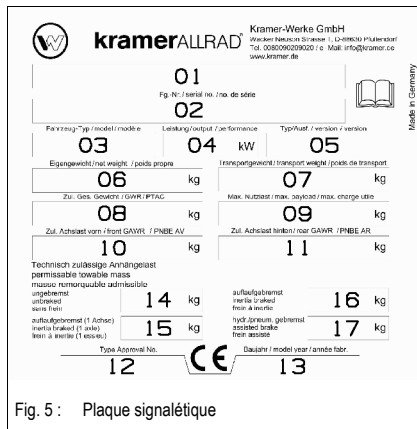 Kramer-Werke GmbH
kramerALLRAD®
Wacker Neuson Strasse 1, D-88630 Pfullendorf
Tel. 0080090209020 / e-Mail: info@kramer.de
www.kramer.de
01
Fg.-Nr. / serial no. / no. de série
02
Made in Germany
Fahrzeug-Typ / model / modèle Leistung / output / performance Typ/Ausf. / version / version
03 04 kW 05
Eigengewicht / net weight / poids propre Transportgewicht / transport weight / poids de transport
06 kg 07 kg
Zul. Ges. Gewicht / GWR / PTAC Max. Nutzlast / max. payload / max. charge utile
08 kg 09 kg
Zul. Achslast vorn / front GAWR / PNBE AV Zul. Achslast hinten / rear GAWR / PNBE AR
10 kg 11 kg
Technisch zulässige Anhängelast
permissable towable mass
masse remorquable admissible
ungebremst
unbraked
sans frein
14 kg
auflaufgebremst
inertia braked
frein à inertie
16 kg
auflaufgebremst (1 Achse)
inertia braked (1 axle)
frein à inertie (1 essieu)
15 kg
hydr./pneum. gebremst
assisted brake
frein assisté
17 kg
Type Approval No. CE Baujahr / model year / année fabr.
12 13
Fig. 5 : Plaque signalétique